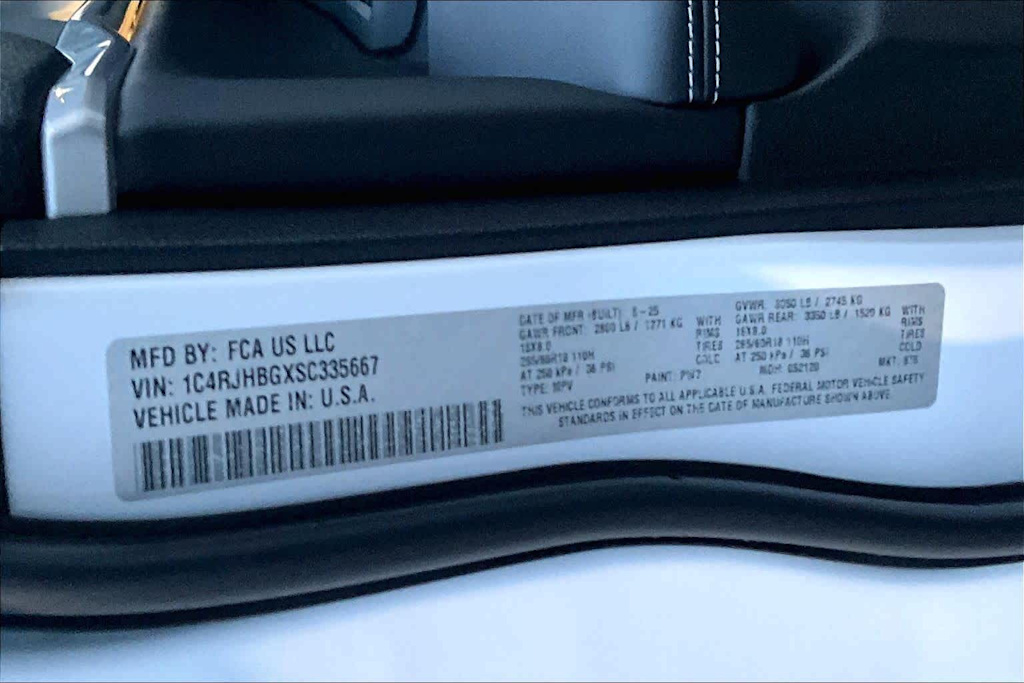 MFD BY: FCA US LLC
VIN: 1C4RJHBGXSC335667
VEHICLE MADE IN: U.S.A.
DATE OF MFR (BUILT)
GAWR FRONT: 2800 LB / 1271 KG WITH
18X8.0 RIMS
265/60R18 110H TIRES
AT 250 KPA / 36 PSI COLD
TYPE: MPV PAINT: PW7
GVWR: 6050 LB / 2745 KG
GAWR REAR: 3350 LB / 1520 KG WITH
18X8.0 RIMS
265/60R18 110H TIRES
AT 250 KPA / 36 PSI COLD
MDH: MKT:
THIS VEHICLE CONFORMS TO ALL APPLICABLE U.S.A. FEDERAL MOTOR VEHICLE SAFETY
STANDARDS IN EFFECT ON THE DATE OF MANUFACTURE SHOWN ABOVE.